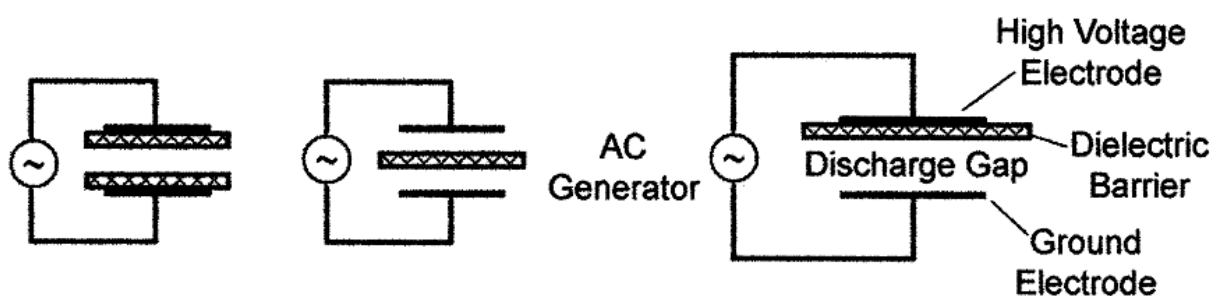 High Voltage
Electrode
AC
Generator
Discharge Gap
Dielectric
Barrier
Ground
Electrode